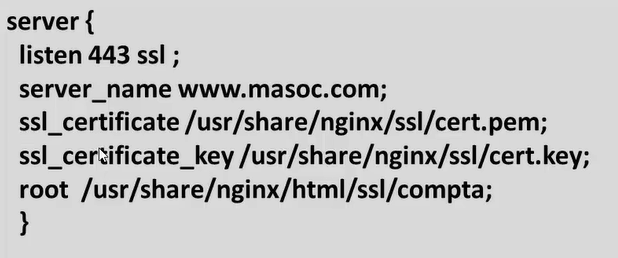 server {
listen 443 ssl ;
server_name www.masoc.com;
ssl_certificate /usr/share/nginx/ssl/cert.pem;
ssl_certificate_key /usr/share/nginx/ssl/cert.key;
root /usr/share/nginx/html/ssl/compta;
}